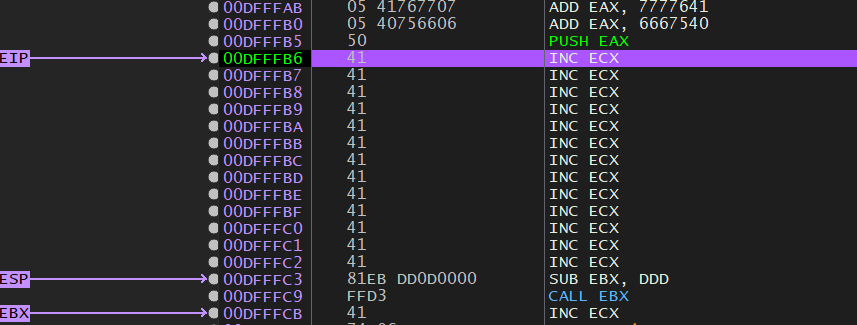 00DFFFAB 05 41767707 ADD EAX, 7777641
00DFFFB0 05 40756606 ADD EAX, 6667540
00DFFFB5 50 PUSH EAX
EIP 00DFFFB6 41 INC ECX
00DFFFB7 41 INC ECX
00DFFFB8 41 INC ECX
00DFFFB9 41 INC ECX
00DFFFBA 41 INC ECX
00DFFFBB 41 INC ECX
00DFFFBC 41 INC ECX
00DFFFBD 41 INC ECX
00DFFFBE 41 INC ECX
00DFFFBF 41 INC ECX
00DFFFC0 41 INC ECX
00DFFFC1 41 INC ECX
00DFFFC2 41 INC ECX
ESP 00DFFFC3 81EB DD0D0000 SUB EBX, DDD
00DFFFC9 FFD3 CALL EBX
EBX 00DFFFCB 41 INC ECX